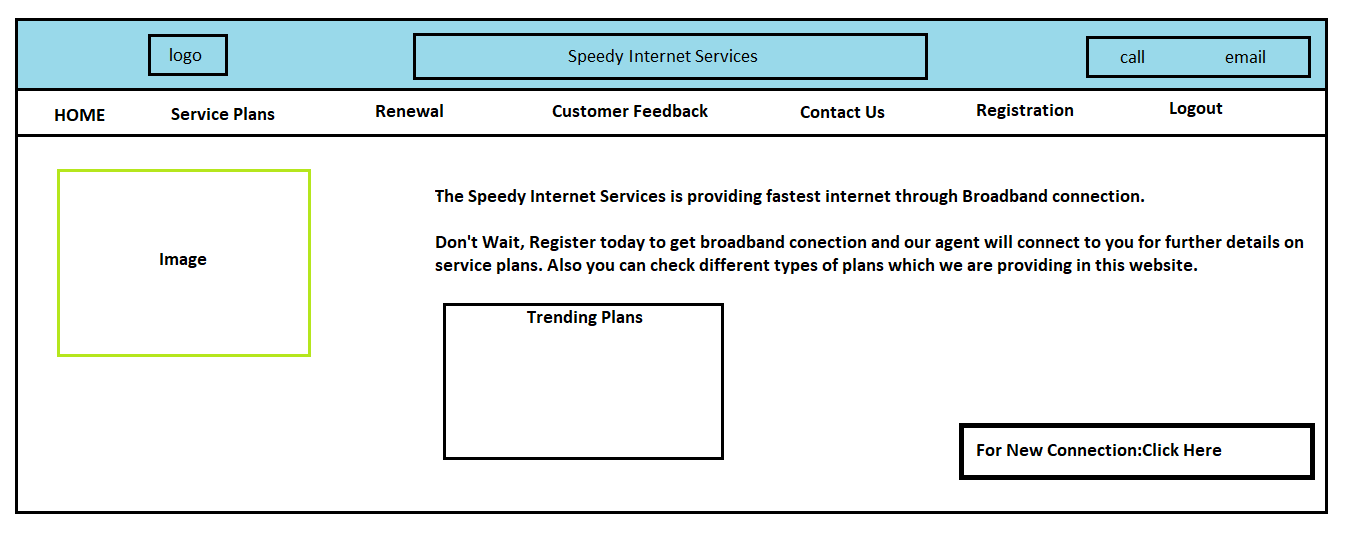 logo
Speedy Internet Services
call
email
HOME
Service Plans
Renewal
Customer Feedback
Contact Us
Registration
Logout
Image
The Speedy Internet Services is providing fastest internet through Broadband connection.
Don't Wait, Register today to get broadband conection and our agent will connect to you for further details on
service plans. Also you can check different types of plans which we are providing in this website.
Trending Plans
For New Connection:Click Here